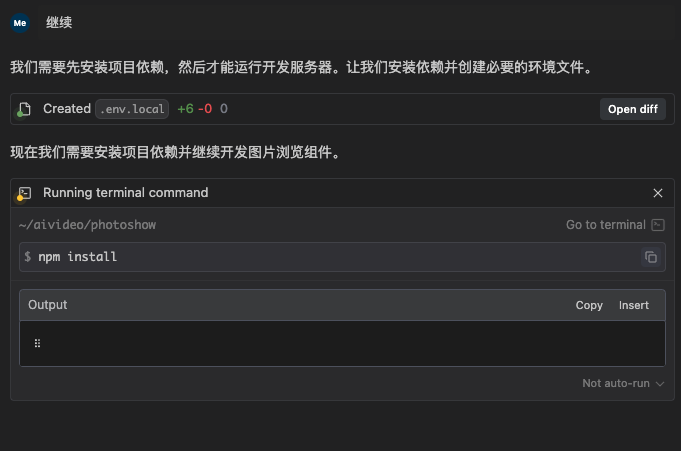 Me 继续
我们需要先安装项目依赖，然后才能运行开发服务器。让我们安装依赖并创建必要的环境文件。
Created .env.local +6 -0 0 Open diff
现在我们需要安装项目依赖并继续开发图片浏览组件。
Running terminal command
~/aivideo/photoshow Go to terminal
$ npm install
Output Copy Insert
⠿
Not auto-run